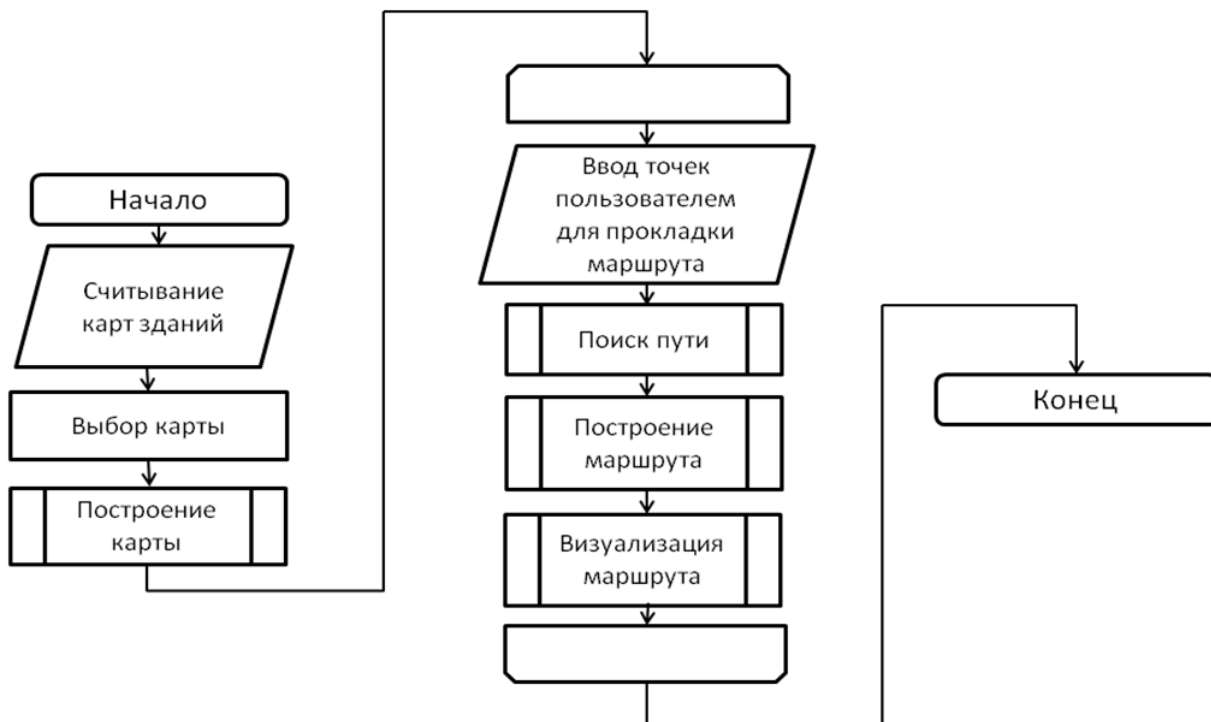 Начало
Считывание
карт зданий
Выбор карты
Построение
карты
Ввод точек
пользователем
для прокладки
маршрута
Поиск пути
Построение
маршрута
Визуализация
маршрута
Конец